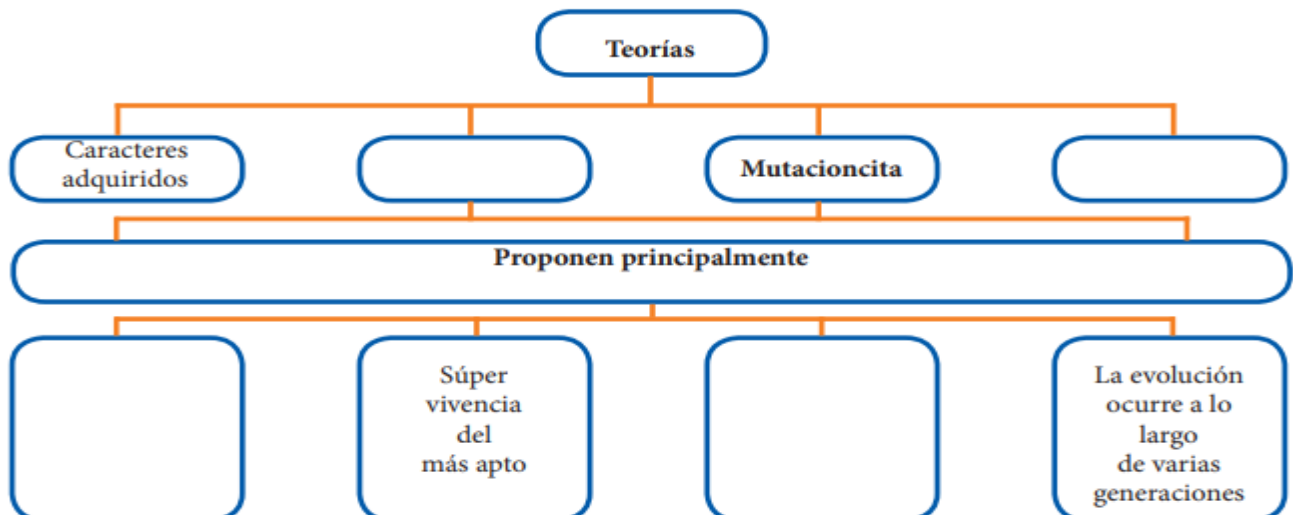 Teorías
Caracteres
adquiridos
Mutacioncita
Proponen principalmente
Súper
vivencia
del
más apto
La evolución
ocurre a lo
largo
de varias
generaciones